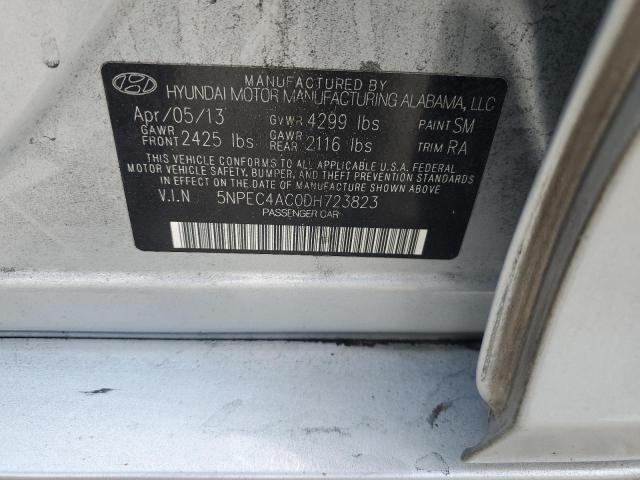 MANUFACTURED BY
HYUNDAI MOTOR MANUFACTURING ALABAMA, LLC
Apr/05/13 GVWR 4299 lbs PAINT SM
GAWR FRONT 2425 lbs GAWR REAR 2116 lbs TRIM RA
THIS VEHICLE CONFORMS TO ALL APPLICABLE U.S.A. FEDERAL
MOTOR VEHICLE SAFETY, BUMPER, AND THEFT PREVENTION STANDARDS
IN EFFECT ON THE DATE OF MANUFACTURE SHOWN ABOVE.
V.I.N 5NPEC4AC0DH723823
PASSENGER CAR